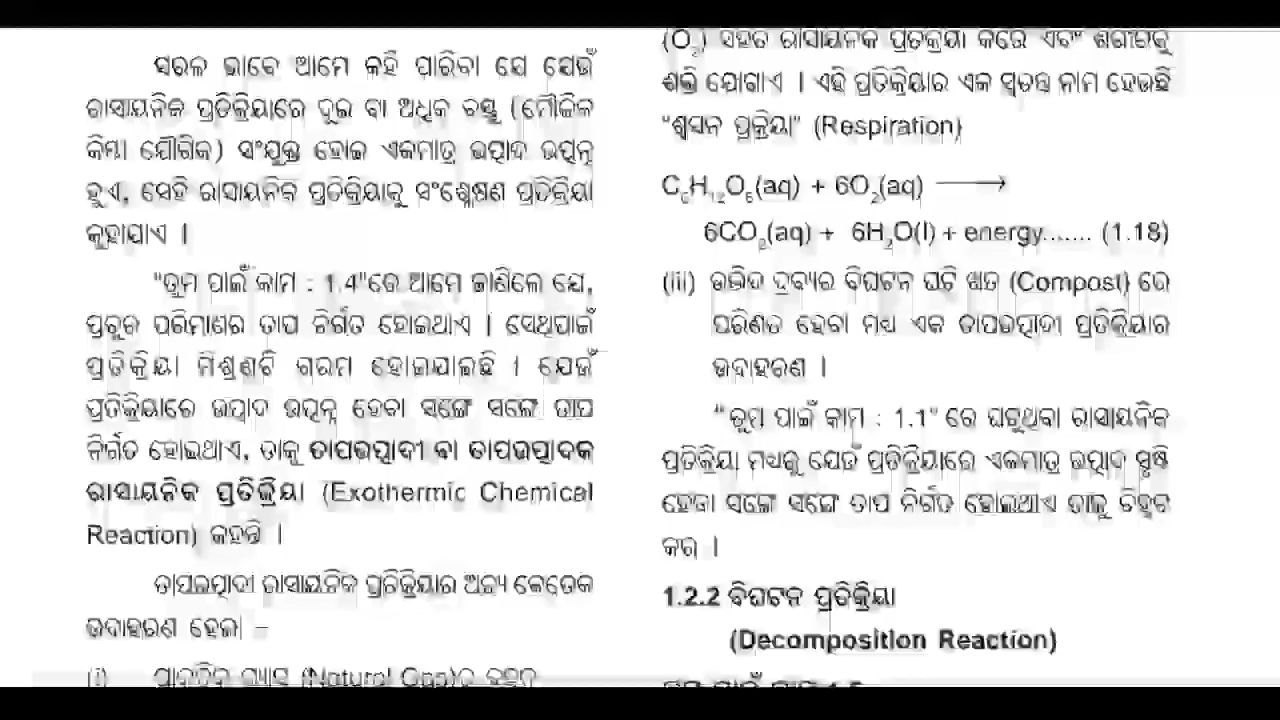 ସରଳ ଭାବେ ଆମେ କହି ପାରିବା ଯେ ଯେଉଁ
ରାସାୟନିକ ପ୍ରତିକ୍ରିୟାରେ ଦୁଇ ବା ଅଧିକ ବସ୍ତୁ (ମୌଳିକ
କିମ୍ବା ଯୌଗିକ) ସଂଯୁକ୍ତ ହୋଇ ଏକମାତ୍ର ଉତ୍ପାଦ ଉତ୍ପନ୍ନ
ହୁଏ, ସେହି ରାସାୟନିକ ପ୍ରତିକ୍ରିୟାକୁ ସଂଶ୍ଳେଷଣ ପ୍ରତିକ୍ରିୟା
କୁହାଯାଏ ।
"ତୁମ ପାଇଁ କାମ : 1.4"ରେ ଆମେ ଜାଣିଲେ ଯେ,
ପ୍ରଚୁର ପରିମାଣର ତାପ ନିର୍ଗତ ହୋଇଥାଏ । ସେଥିପାଇଁ
ପ୍ରତିକ୍ରିୟା ମିଶ୍ରଣଟି ଗରମ ହୋଇଯାଇଛି । ଯେଉଁ
ପ୍ରତିକ୍ରିୟାରେ ଉତ୍ପାଦ ଉତ୍ପନ୍ନ ହେବା ସଙ୍ଗେ ସଙ୍ଗେ ତାପ
ନିର୍ଗତ ହୋଇଥାଏ, ତାକୁ ତାପଉତ୍ପାଦୀ ବା ତାପଉତ୍ପାଦକ
ରାସାୟନିକ ପ୍ରତିକ୍ରିୟା (Exothermic Chemical
Reaction) କହନ୍ତି ।
ତାପଉତ୍ପାଦୀ ରାସାୟନିକ ପ୍ରତିକ୍ରିୟାର ଅନ୍ୟ କେତେକ
ଉଦାହରଣ ହେଲା –
(i) ପ୍ରାକୃତିକ ଗ୍ୟାସ୍ (Natural Gas)ର ଦହନ
(O₂) ସହିତ ରାସାୟନିକ ପ୍ରତିକ୍ରିୟା କରେ ଏବଂ ଶରୀରକୁ
ଶକ୍ତି ଯୋଗାଏ । ଏହି ପ୍ରତିକ୍ରିୟାର ଏକ ସ୍ୱତନ୍ତ୍ର ନାମ ହେଉଛି
"ଶ୍ୱସନ ପ୍ରକ୍ରିୟା" (Respiration)
C₆H₁₂O₆(aq) + 6O₂(aq) ⟶
6CO₂(aq) + 6H₂O(l) + energy....... (1.18)
(iii) ଉଦ୍ଭିଦ ଦ୍ରବ୍ୟର ବିଘଟନ ଘଟି ଖତ (Compost) ରେ
ପରିଣତ ହେବା ମଧ୍ୟ ଏକ ତାପଉତ୍ପାଦୀ ପ୍ରତିକ୍ରିୟାର
ଉଦାହରଣ ।
"ତୁମ ପାଇଁ କାମ : 1.1" ରେ ଘଟୁଥିବା ରାସାୟନିକ
ପ୍ରତିକ୍ରିୟା ମଧ୍ୟରୁ ଯେଉଁ ପ୍ରତିକ୍ରିୟାରେ ଏକମାତ୍ର ଉତ୍ପାଦ ସୃଷ୍ଟି
ହେବା ସଙ୍ଗେ ସଙ୍ଗେ ତାପ ନିର୍ଗତ ହୋଇଥାଏ ତାକୁ ଚିହ୍ନଟ
କର ।
1.2.2 ବିଘଟନ ପ୍ରତିକ୍ରିୟା
(Decomposition Reaction)